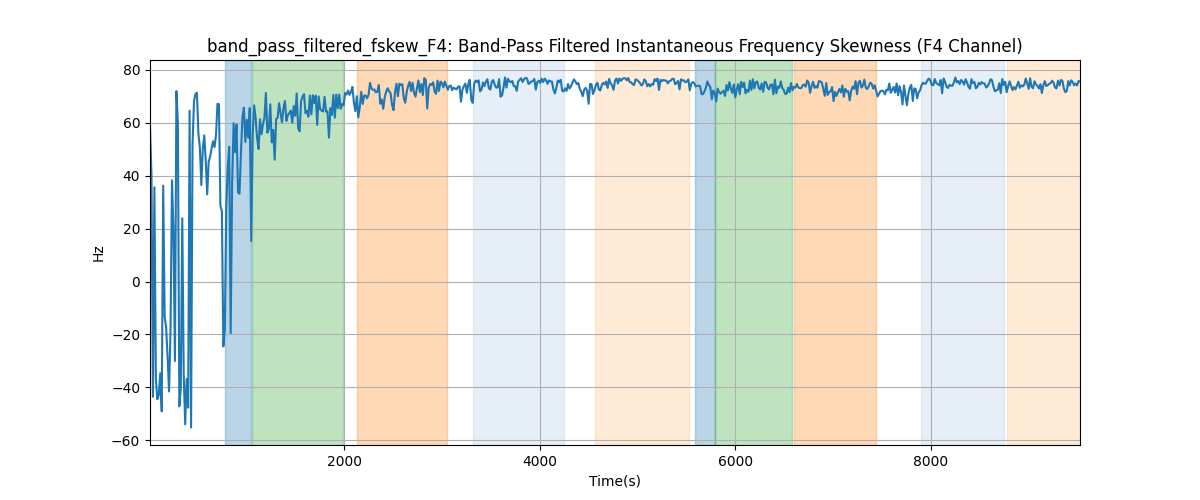 band_pass_filtered_fskew_F4: Band-Pass Filtered Instantaneous Frequency Skewness (F4 Channel)
80
60
40
20
0
−20
−40
−60
Hz
2000 4000 6000 8000
Time(s)